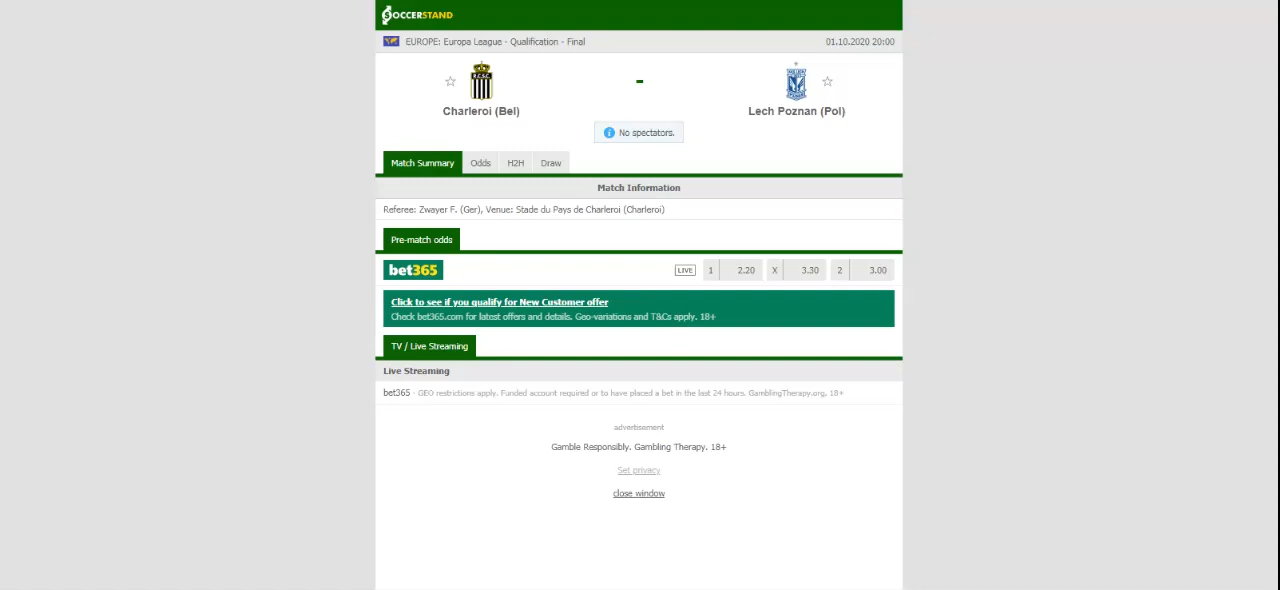 SOCCERSTAND
EUROPE: Europa League - Qualification - Final 01.10.2020 20:00
R.C.S.C.
-
Charleroi (Bel) Lech Poznan (Pol)
No spectators.
Match Summary Odds H2H Draw
Match Information
Referee: Zwayer F. (Ger), Venue: Stade du Pays de Charleroi (Charleroi)
Pre-match odds
bet365 LIVE 1 2.20 X 3.30 2 3.00
Click to see if you qualify for New Customer offer
Check bet365.com for latest offers and details. Geo-variations and T&Cs apply. 18+
TV / Live Streaming
Live Streaming
bet365 - GEO restrictions apply. Funded account required or to have placed a bet in the last 24 hours. GamblingTherapy.org, 18+
advertisement
Gamble Responsibly. Gambling Therapy. 18+
Set privacy
close window